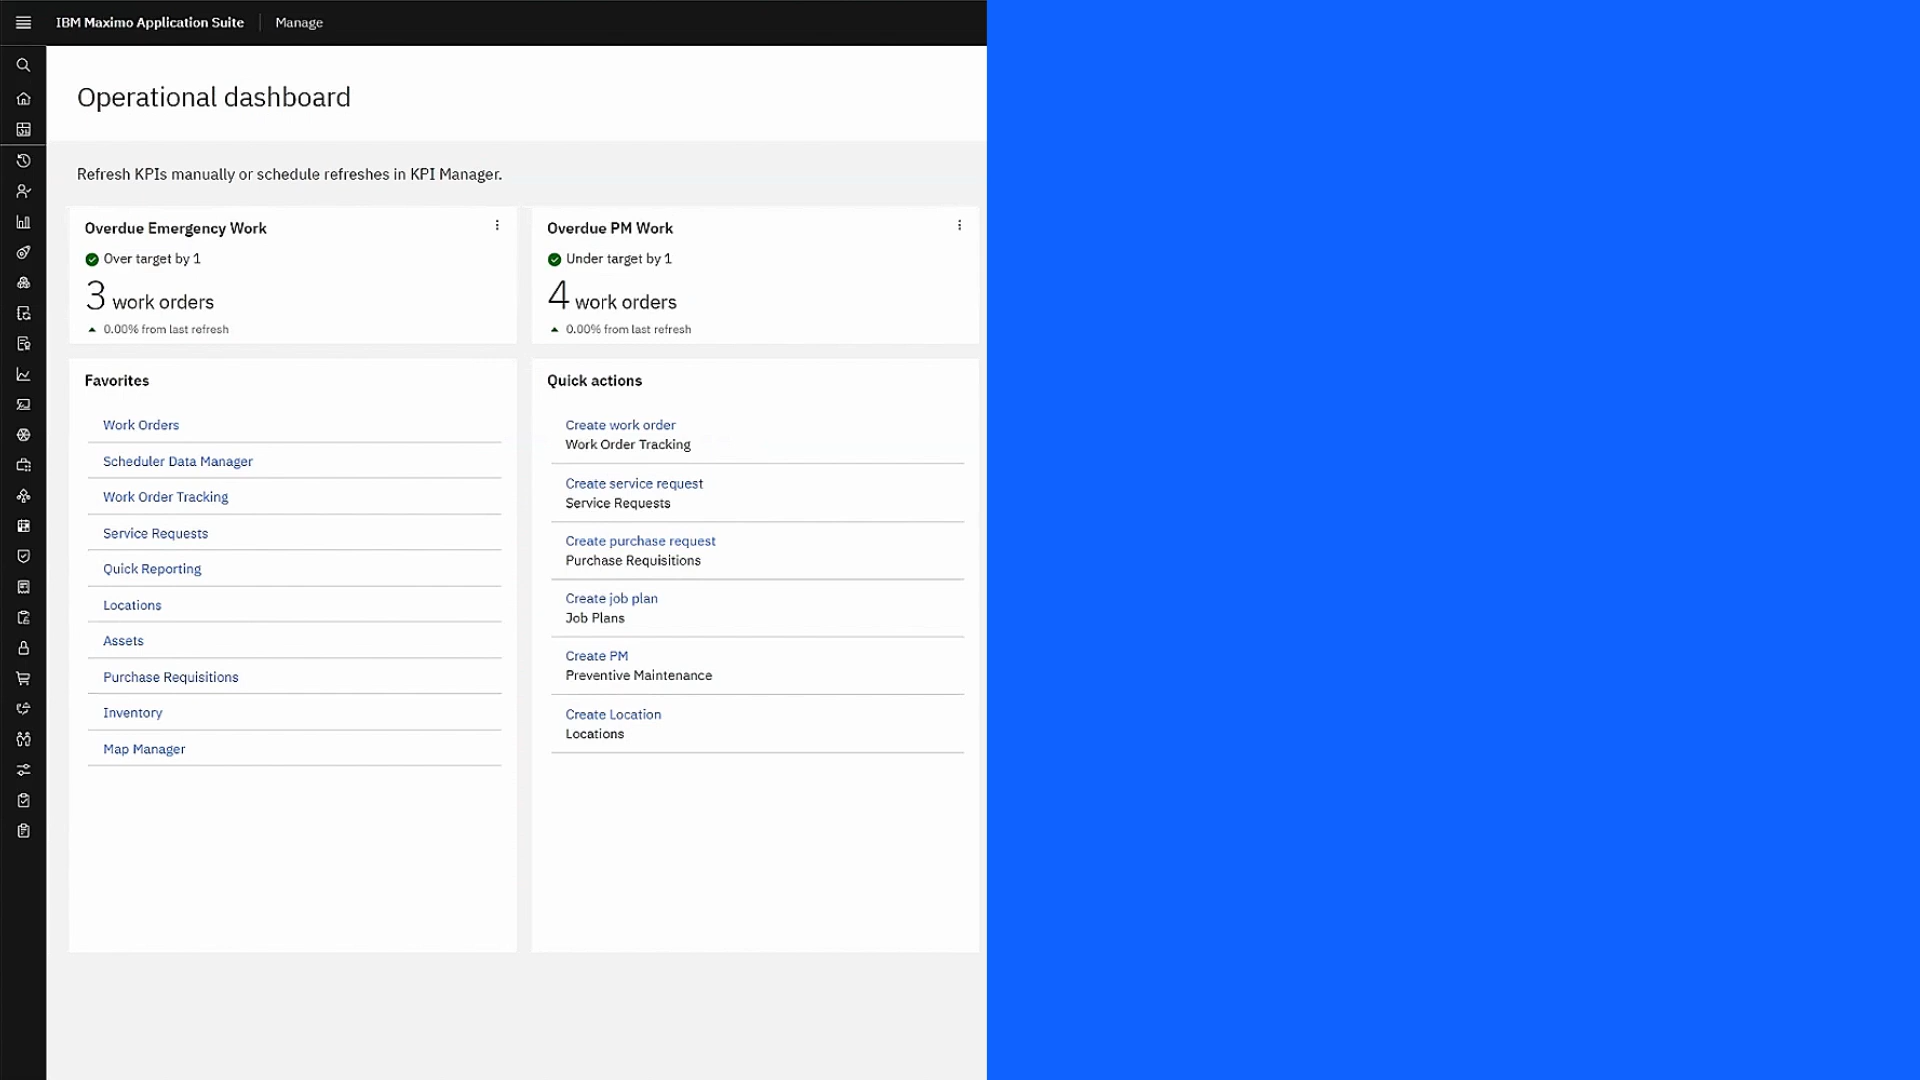 IBM Maximo Application Suite
Manage
Operational dashboard
Refresh KPIs manually or schedule refreshes in KPI Manager.
Overdue Emergency Work
Over target by 1
3 work orders
0.00% from last refresh
Overdue PM Work
Under target by 1
4 work orders
0.00% from last refresh
Favorites
Work Orders
Scheduler Data Manager
Work Order Tracking
Service Requests
Quick Reporting
Locations
Assets
Purchase Requisitions
Inventory
Map Manager
Quick actions
Create work order
Work Order Tracking
Create service request
Service Requests
Create purchase request
Purchase Requisitions
Create job plan
Job Plans
Create PM
Preventive Maintenance
Create Location
Locations